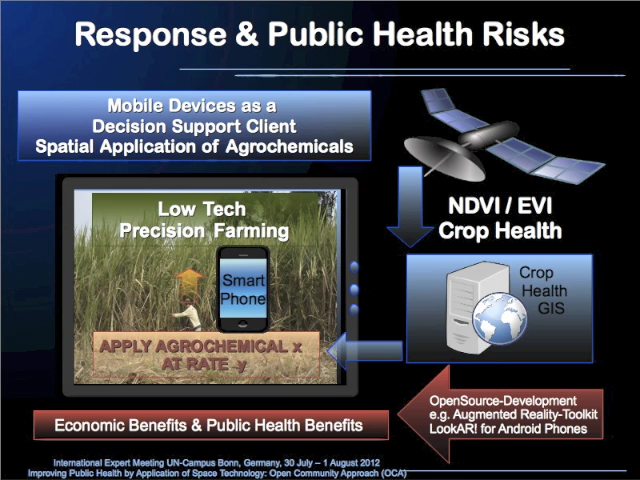 Response & Public Health Risks
Mobile Devices as a
Decision Support Client
Spatial Application of Agrochemicals
Low Tech
Precision Farming
Smart
Phone
APPLY AGROCHEMICAL x
AT RATE -y
NDVI / EVI
Crop Health
Crop
Health
GIS
OpenSource-Development
e.g. Augmented Reality-Toolkit
LookAR! for Android Phones
Economic Benefits & Public Health Benefits
International Expert Meeting UN-Campus Bonn, Germany, 30 July – 1 August 2012
Improving Public Health by Application of Space Technology: Open Community Approach (OCA)